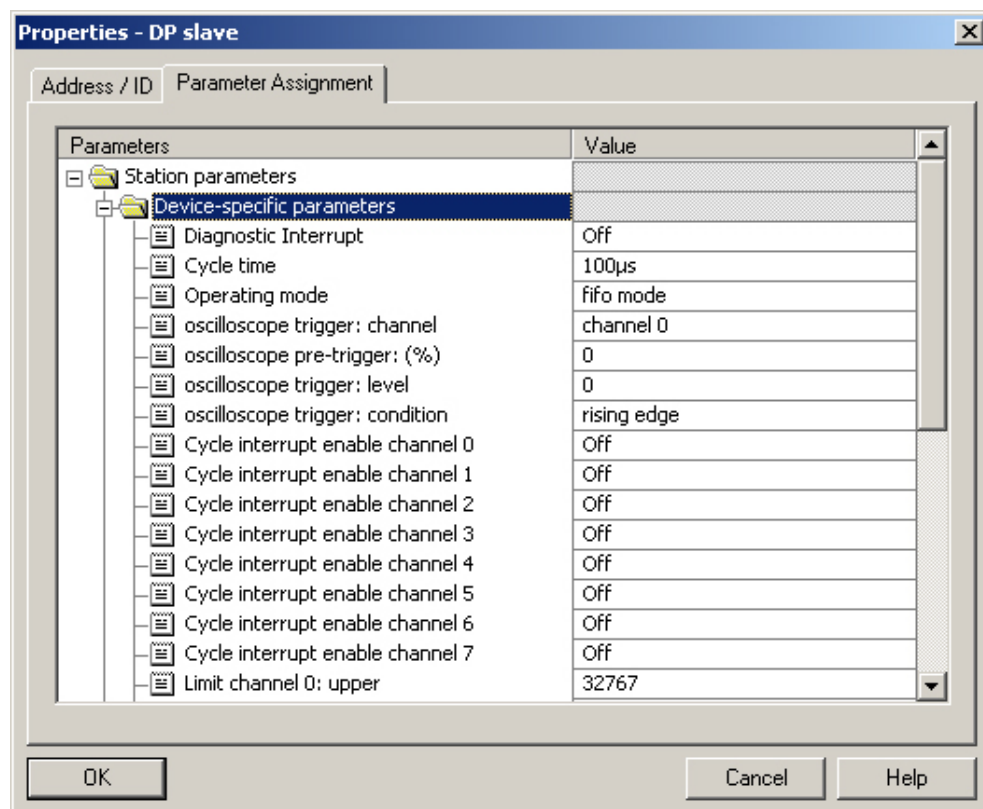 Properties - DP slave
Address / ID Parameter Assignment
Parameters Value
Station parameters
Device-specific parameters
Diagnostic Interrupt Off
Cycle time 100µs
Operating mode fifo mode
oscilloscope trigger: channel channel 0
oscilloscope pre-trigger: (%) 0
oscilloscope trigger: level 0
oscilloscope trigger: condition rising edge
Cycle interrupt enable channel 0 Off
Cycle interrupt enable channel 1 Off
Cycle interrupt enable channel 2 Off
Cycle interrupt enable channel 3 Off
Cycle interrupt enable channel 4 Off
Cycle interrupt enable channel 5 Off
Cycle interrupt enable channel 6 Off
Cycle interrupt enable channel 7 Off
Limit channel 0: upper 32767
OK Cancel Help